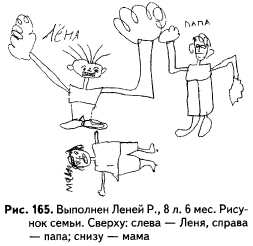 ЛЁНА
ПАПА
МАМА
Рис. 165. Выполнен Леней Р., 8 л. 6 мес. Рису-
нок семьи. Сверху: слева — Леня, справа
— папа; снизу — мама